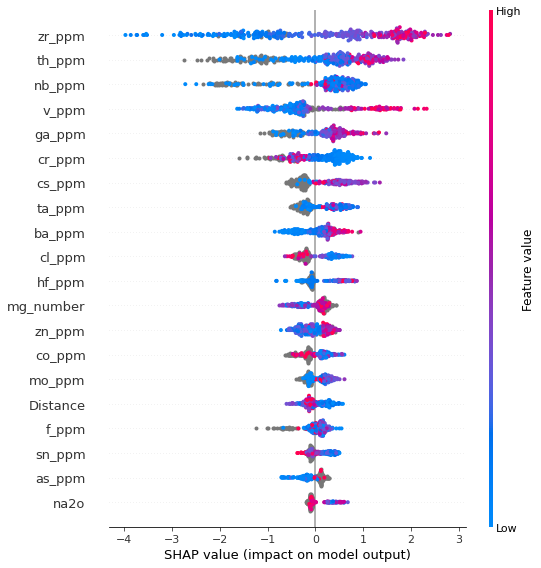 High
zr_ppm
th_ppm
nb_ppm
v_ppm
ga_ppm
cr_ppm
cs_ppm
ta_ppm
ba_ppm
cl_ppm
hf_ppm
mg_number
zn_ppm
co_ppm
mo_ppm
Distance
f_ppm
sn_ppm
as_ppm
na2o
Feature value
Low
−4 −3 −2 −1 0 1 2 3
SHAP value (impact on model output)